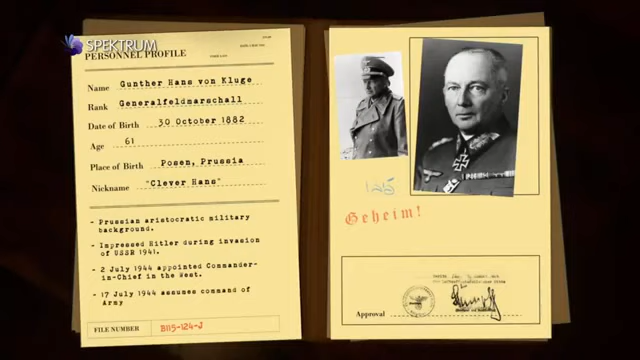 SPEKTRUM
PERSONNEL PROFILE
Name Gunther Hans von Kluge
Rank Generalfeldmarschall
Date of Birth 30 October 1882
Age 61
Place of Birth Posen, Prussia
Nickname "Clever Hans"
- Prussian aristocratic military
background.
- Impressed Hitler during invasion
of USSR 1941.
- 2 July 1944 appointed Commander-
in-Chief in the West.
- 17 July 1944 assumes command of
Army
FILE NUMBER B115-124-J
125
Geheim!
Approval